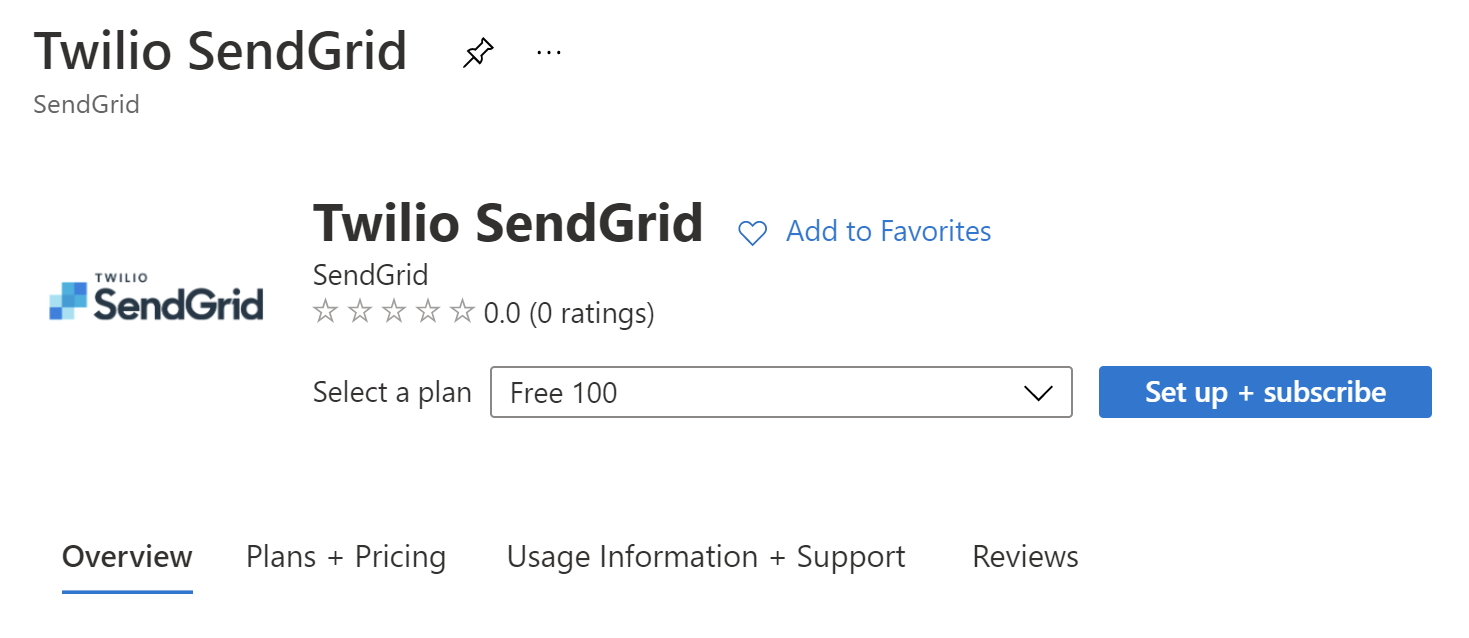 Twilio SendGrid ...
SendGrid
TWILIO
SendGrid
Twilio SendGrid
Add to Favorites
SendGrid
0.0 (0 ratings)
Select a plan
Free 100
Set up + subscribe
Overview
Plans + Pricing
Usage Information + Support
Reviews